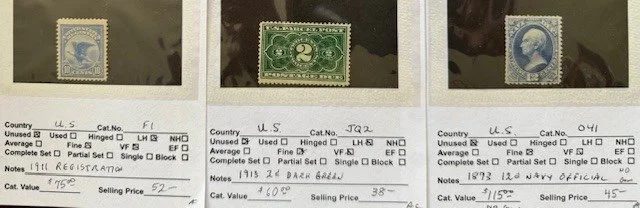 10 CENTS 10
Country U.S Cat.No. F1
Unused ☒ Used ☐ Hinged ☐ LH ☒ NH ☐
Average ☐ Fine ☒ VF ☒ EF ☐
Complete Set ☐ Partial Set ☐ Single ☐ Block ☐
Notes 1911 REGISTRATION
Cat. Value $75.00 Selling Price 52-
U.S. PARCEL POST
2
POSTAGE DUE
Country U.S. Cat.No. JQ2
Unused ☒ Used ☐ Hinged ☐ LH ☒ NH ☐
Average ☐ Fine ☒ VF ☒ EF ☐
Complete Set ☐ Partial Set ☐ Single ☐ Block ☐
Notes 1913 2¢ DARK GREEN
Cat. Value $60.00 Selling Price 38-
Country U.S. Cat.No. O41
Unused ☒ Used ☐ Hinged ☐ LH ☐ NH ☐
Average ☐ Fine ☐ VF ☒ EF ☐
Complete Set ☐ Partial Set ☐ Single ☐ Block ☐
Notes 1873 12¢ NAVY OFFICIAL NO
Cat. Value $115.00 Selling Price 45-